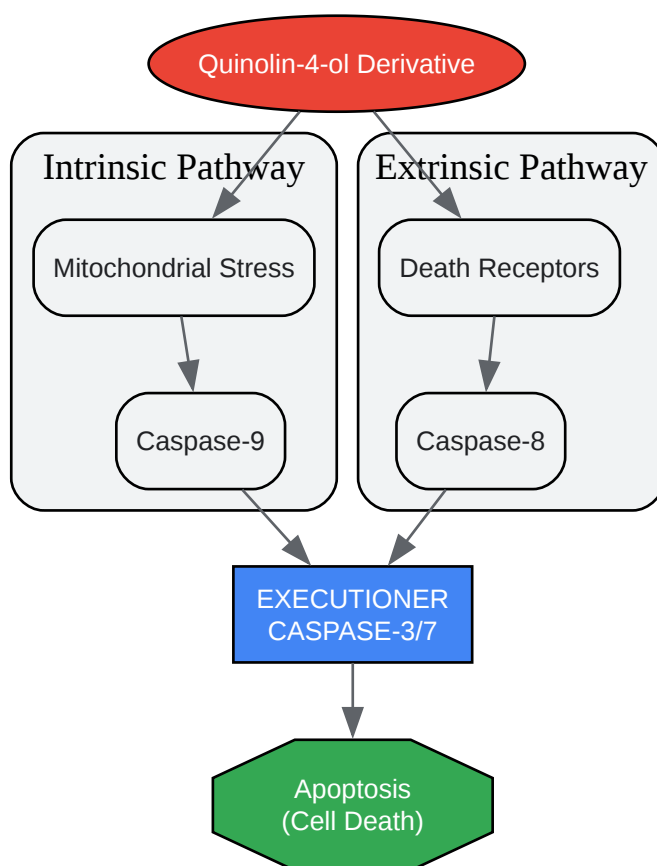 Quinolin-4-ol Derivative
Intrinsic Pathway
Extrinsic Pathway
Mitochondrial Stress
Death Receptors
Caspase-9
Caspase-8
EXECUTIONER
CASPASE-3/7
Apoptosis
(Cell Death)